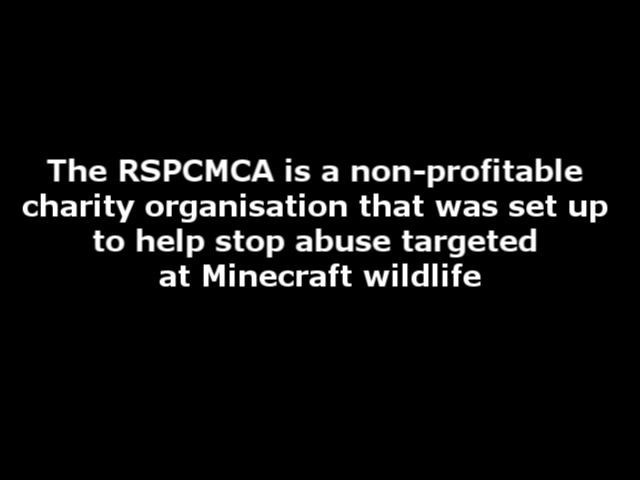 The RSPCMCA is a non-profitable
charity organisation that was set up
to help stop abuse targeted
at Minecraft wildlife